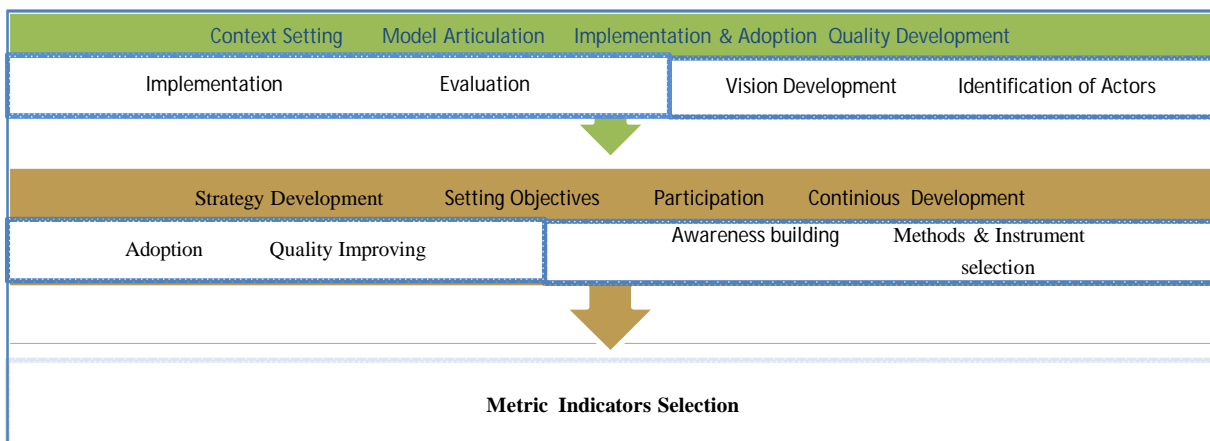 Context Setting Model Articulation Implementation & Adoption Quality Development
Implementation Evaluation Vision Development Identification of Actors
Strategy Development Setting Objectives Participation Continious Development
Adoption Quality Improving
Awareness building Methods & Instrument
selection
Metric Indicators Selection